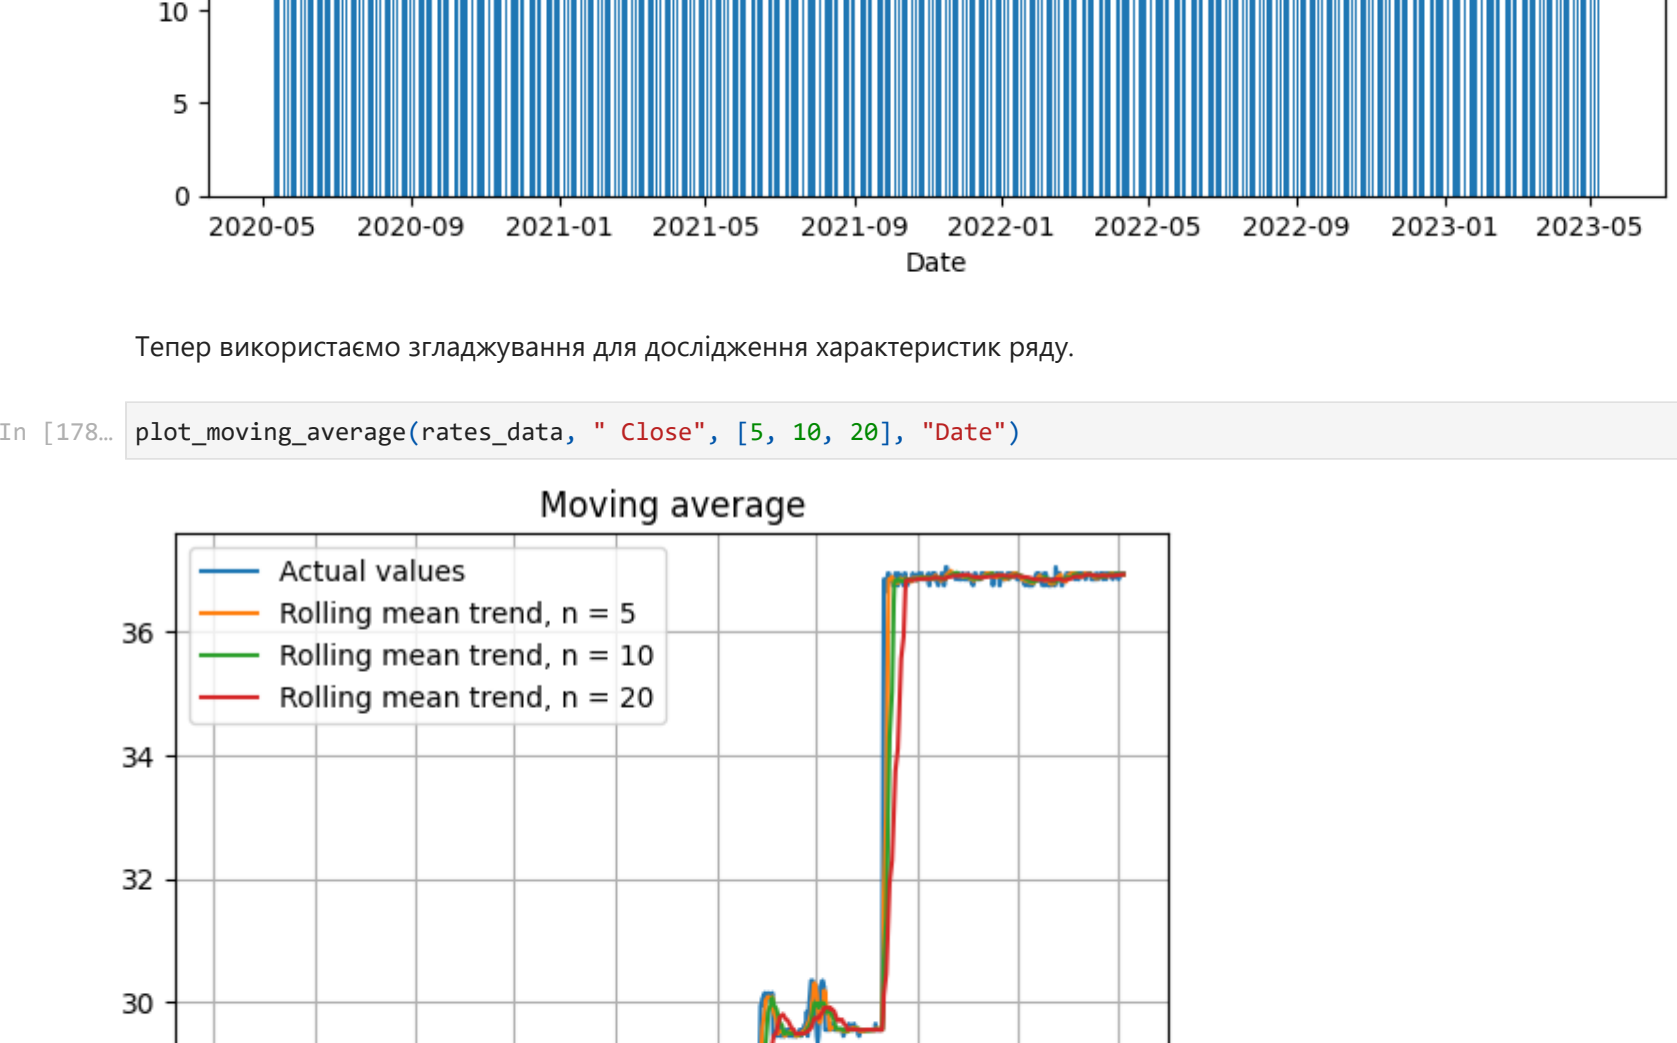 10
5
0
2020-05 2020-09 2021-01 2021-05 2021-09 2022-01 2022-05 2022-09 2023-01 2023-05
Date
Тепер використаємо згладжування для дослідження характеристик ряду.
In [178… plot_moving_average(rates_data, " Close", [5, 10, 20], "Date")
Moving average
Actual values
Rolling mean trend, n = 5
Rolling mean trend, n = 10
Rolling mean trend, n = 20
36
34
32
30